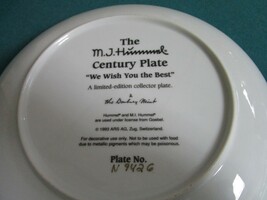 The
M.J. Hummel
Century Plate
"We Wish You the Best"
A limited-edition collector plate.
The Danbury Mint
Hummel® and M.I. Hummel®
are used under license from Goebel.
© 1993 ARS AG, Zug, Switzerland.
For decorative use only. Not to be used with food
due to metallic pigments which may be poisonous.
Plate No.
N 9426